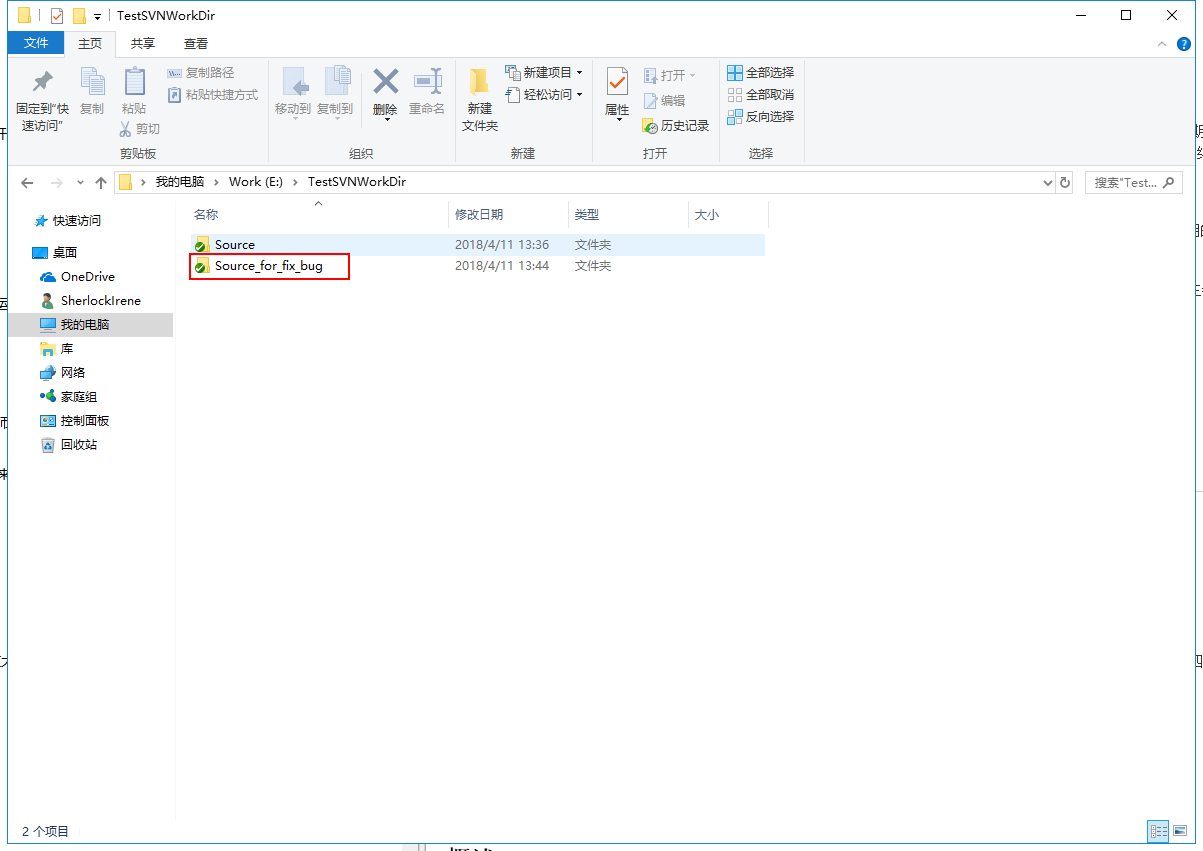 TestSVNWorkDir
文件 主页 共享 查看
固定到"快速访问"
复制
粘贴
复制路径
粘贴快捷方式
剪切
剪贴板
移动到
复制到
删除
重命名
组织
新建
文件夹
新建项目
轻松访问
新建
属性
打开
编辑
历史记录
打开
全部选择
全部取消
反向选择
选择
我的电脑 › Work (E:) › TestSVNWorkDir
搜索"Test...
快速访问
桌面
OneDrive
SherlockIrene
我的电脑
库
网络
家庭组
控制面板
回收站
名称 修改日期 类型 大小
Source 2018/4/11 13:36 文件夹
Source_for_fix_bug 2018/4/11 13:44 文件夹
2 个项目